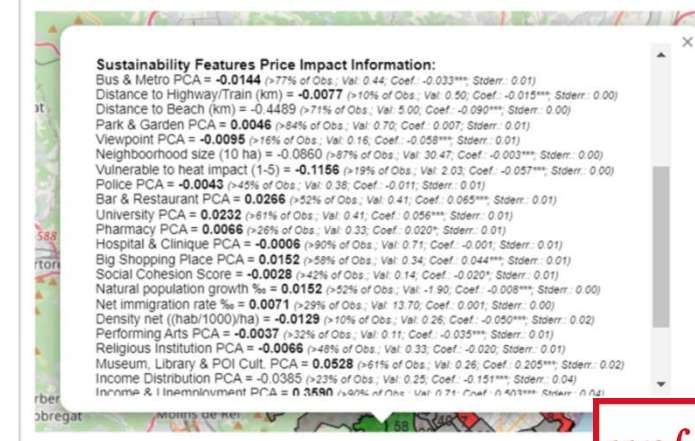 ×
Sustainability Features Price Impact Information:
Bus & Metro PCA = -0.0144 (>77% of Obs.; Val: 0.44; Coef.: -0.033***; Stderr.: 0.01)
Distance to Highway/Train (km) = -0.0077 (>10% of Obs.; Val: 0.50; Coef.: -0.015***; Stderr.: 0.00)
Distance to Beach (km) = -0.4489 (>71% of Obs.; Val: 5.00; Coef.: -0.090***; Stderr.: 0.00)
Park & Garden PCA = 0.0046 (>84% of Obs.; Val: 0.70; Coef.: 0.007; Stderr.: 0.01)
Viewpoint PCA = -0.0095 (>16% of Obs.; Val: 0.16; Coef.: -0.058***; Stderr.: 0.01)
Neighboorhood size (10 ha) = -0.0860 (>87% of Obs.; Val: 30.47; Coef.: -0.003***; Stderr.: 0.00)
Vulnerable to heat impact (1-5) = -0.1156 (>19% of Obs.; Val: 2.03; Coef.: -0.057***; Stderr.: 0.00)
Police PCA = -0.0043 (>45% of Obs.; Val: 0.38; Coef.: -0.011; Stderr.: 0.01)
Bar & Restaurant PCA = 0.0266 (>52% of Obs.; Val: 0.41; Coef.: 0.065***; Stderr.: 0.01)
University PCA = 0.0232 (>61% of Obs.; Val: 0.41; Coef.: 0.056***; Stderr.: 0.01)
Pharmacy PCA = 0.0066 (>26% of Obs.; Val: 0.33; Coef.: 0.020*; Stderr.: 0.01)
Hospital & Clinique PCA = -0.0006 (>90% of Obs.; Val: 0.71; Coef.: -0.001; Stderr.: 0.01)
Big Shopping Place PCA = 0.0152 (>58% of Obs.; Val: 0.34; Coef.: 0.044***; Stderr.: 0.01)
Social Cohesion Score = -0.0028 (>42% of Obs.; Val: 0.14; Coef.: -0.020*; Stderr.: 0.01)
Natural population growth ‰ = 0.0152 (>52% of Obs.; Val: -1.90; Coef.: -0.008***; Stderr.: 0.00)
Net immigration rate ‰ = 0.0071 (>29% of Obs.; Val: 13.70; Coef.: 0.001; Stderr.: 0.00)
Density net ((hab/1000)/ha) = -0.0129 (>10% of Obs.; Val: 0.26; Coef.: -0.050***; Stderr.: 0.02)
Performing Arts PCA = -0.0037 (>32% of Obs.; Val: 0.11; Coef.: -0.035***; Stderr.: 0.01)
Religious Institution PCA = -0.0066 (>48% of Obs.; Val: 0.33; Coef.: -0.020; Stderr.: 0.01)
Museum, Library & POI Cult. PCA = 0.0528 (>61% of Obs.; Val: 0.26; Coef.: 0.205***; Stderr.: 0.02)
Income Distribution PCA = -0.0385 (>23% of Obs.; Val: 0.25; Coef.: -0.151***; Stderr.: 0.04)
Income & Unemployment PCA = 0.3590 (>90% of Obs.; Val: 0.71; Coef.: 0.503***; Stderr.: 0.04)
588
Molins de Rei
58